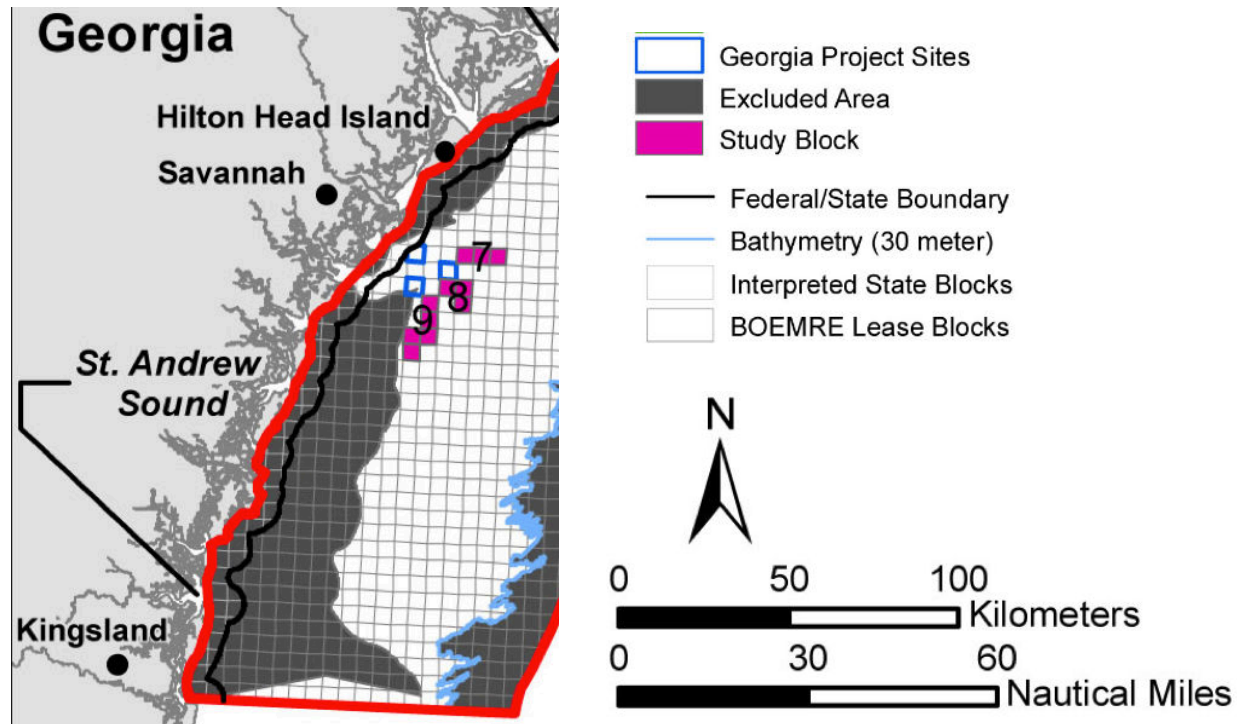 Georgia
Hilton Head Island
Savannah
7
8
9
St. Andrew
Sound
Kingsland
Georgia Project Sites
Excluded Area
Study Block
Federal/State Boundary
Bathymetry (30 meter)
Interpreted State Blocks
BOEMRE Lease Blocks
N
0 50 100
Kilometers
0 30 60
Nautical Miles